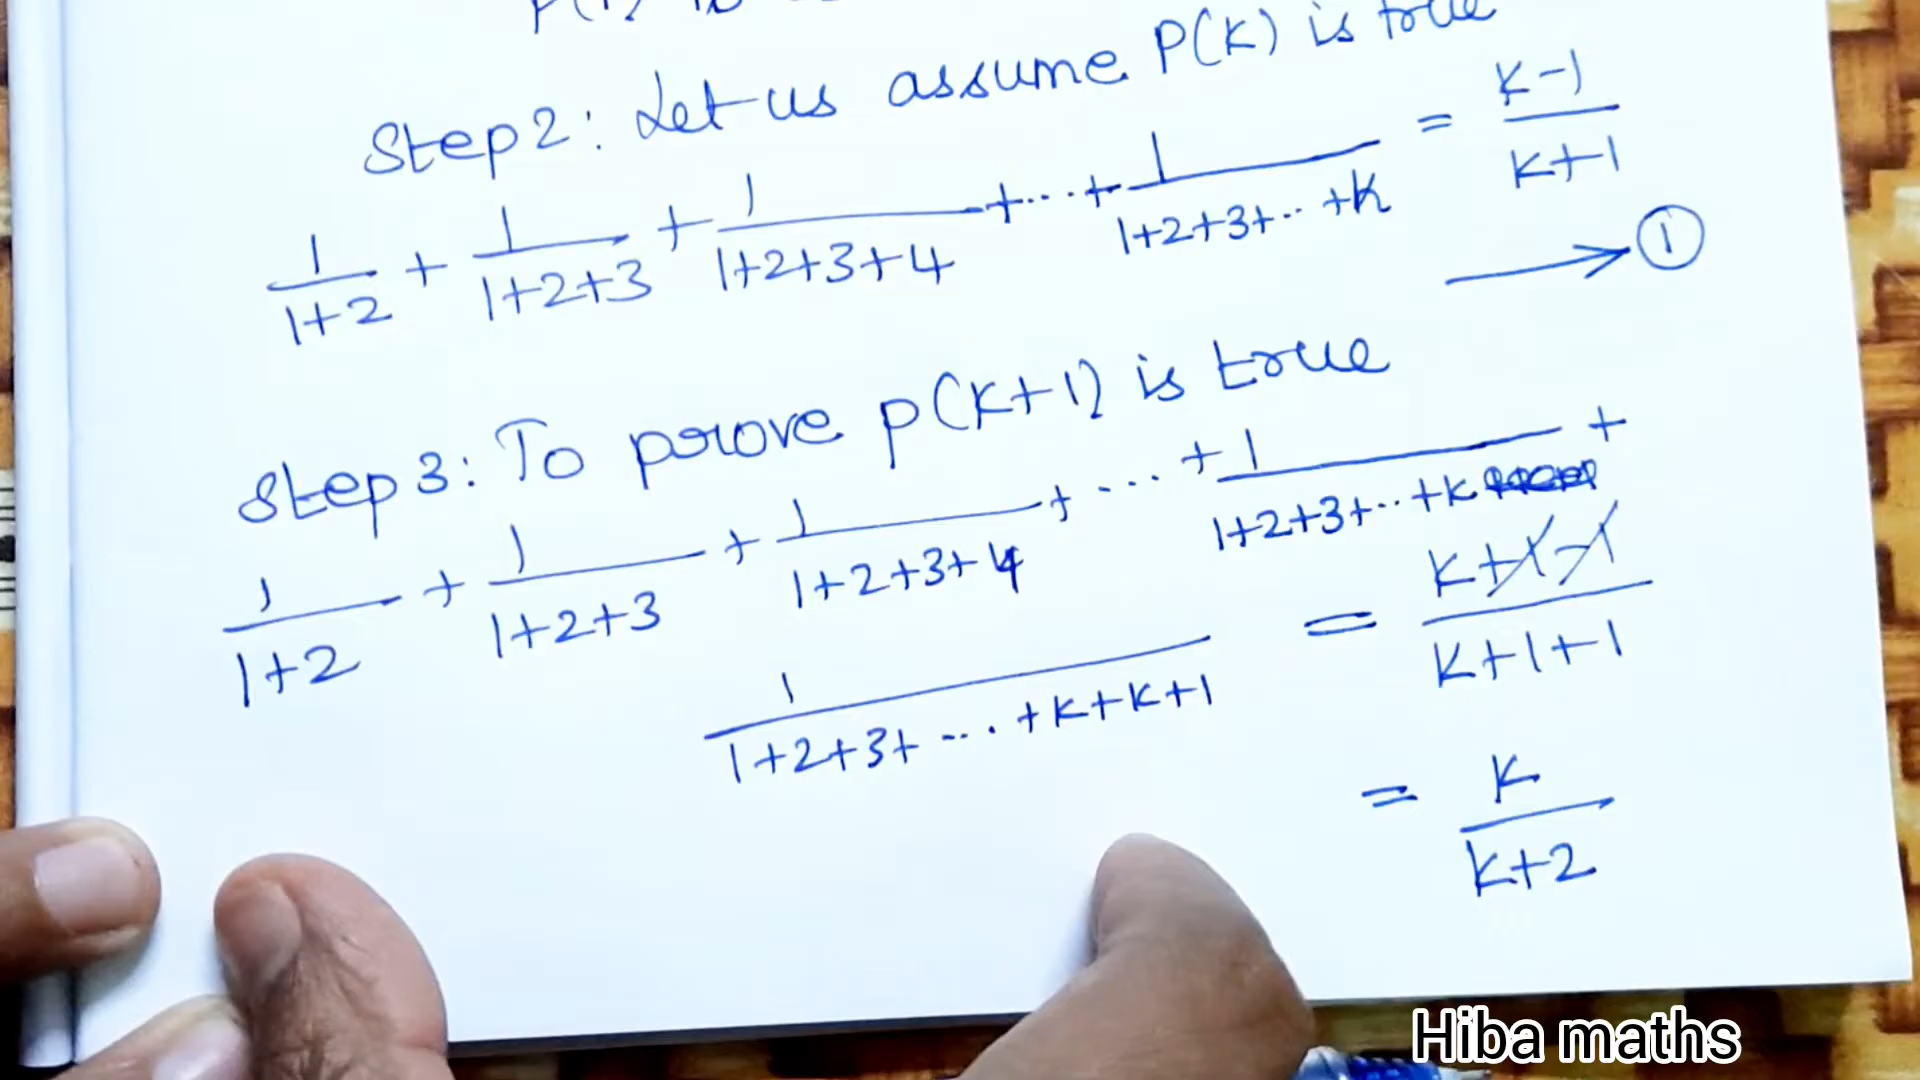 Step 2: Let us assume P(k) is true
1/(1+2) + 1/(1+2+3) + 1/(1+2+3+4) + ... + 1/(1+2+3+...+k) = (k-1)/(k+1)
→ ①
Step 3: To prove p(k+1) is true
1/(1+2) + 1/(1+2+3) + 1/(1+2+3+4) + ... + 1/(1+2+3+...+k) +
1/(1+2+3+....+k+k+1) = (k+1-1)/(k+1+1)
= k/(k+2)
Hiba maths